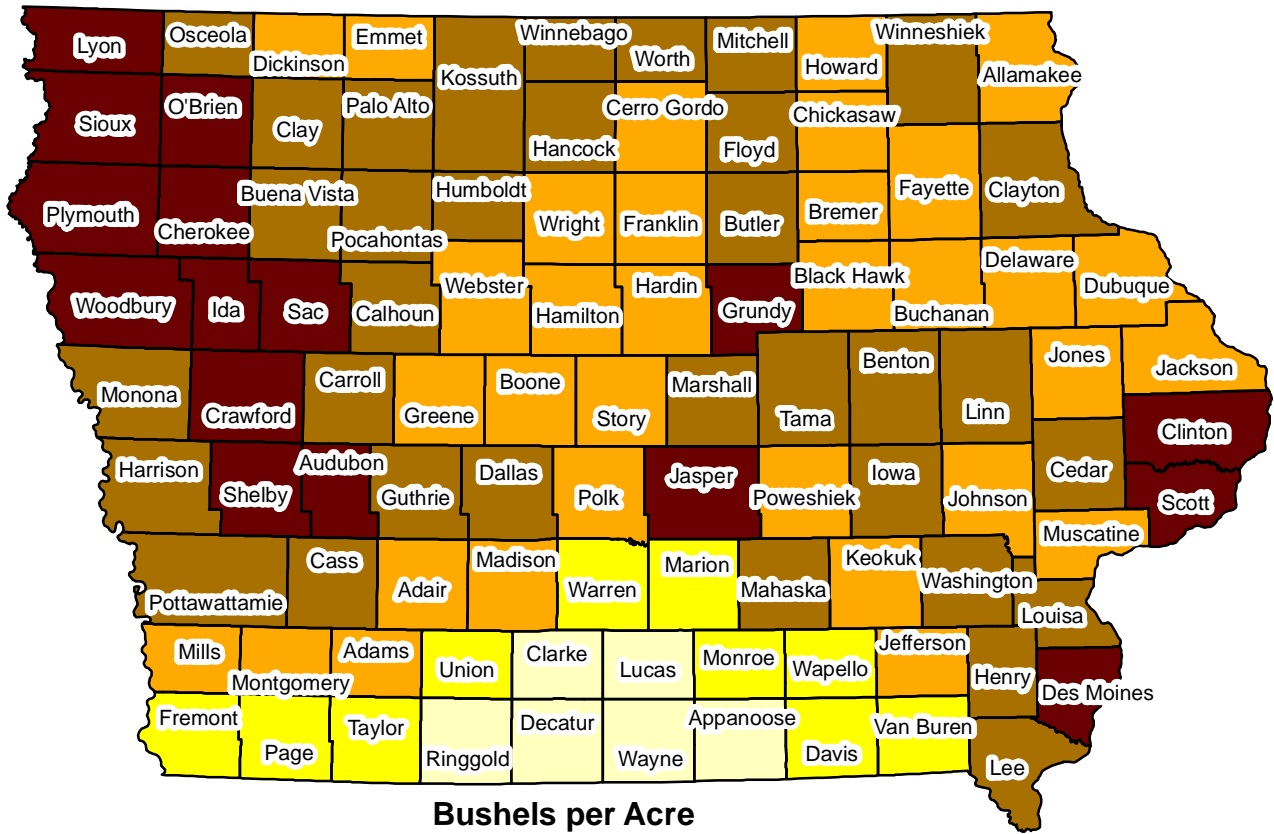 Lyon
Osceola
Dickinson
Emmet
Kossuth
Winnebago
Worth
Mitchell
Howard
Winneshiek
Allamakee
Sioux
O'Brien
Clay
Palo Alto
Hancock
Cerro Gordo
Floyd
Chickasaw
Plymouth
Cherokee
Buena Vista
Pocahontas
Humboldt
Wright
Franklin
Butler
Bremer
Fayette
Clayton
Woodbury
Ida
Sac
Calhoun
Webster
Hamilton
Hardin
Grundy
Black Hawk
Buchanan
Delaware
Dubuque
Monona
Crawford
Carroll
Greene
Boone
Story
Marshall
Tama
Benton
Linn
Jones
Jackson
Clinton
Harrison
Shelby
Audubon
Guthrie
Dallas
Polk
Jasper
Poweshiek
Iowa
Johnson
Cedar
Scott
Muscatine
Pottawattamie
Cass
Adair
Madison
Warren
Marion
Mahaska
Keokuk
Washington
Louisa
Mills
Montgomery
Adams
Union
Clarke
Lucas
Monroe
Wapello
Jefferson
Henry
Des Moines
Fremont
Page
Taylor
Ringgold
Decatur
Wayne
Appanoose
Davis
Van Buren
Lee
Bushels per Acre